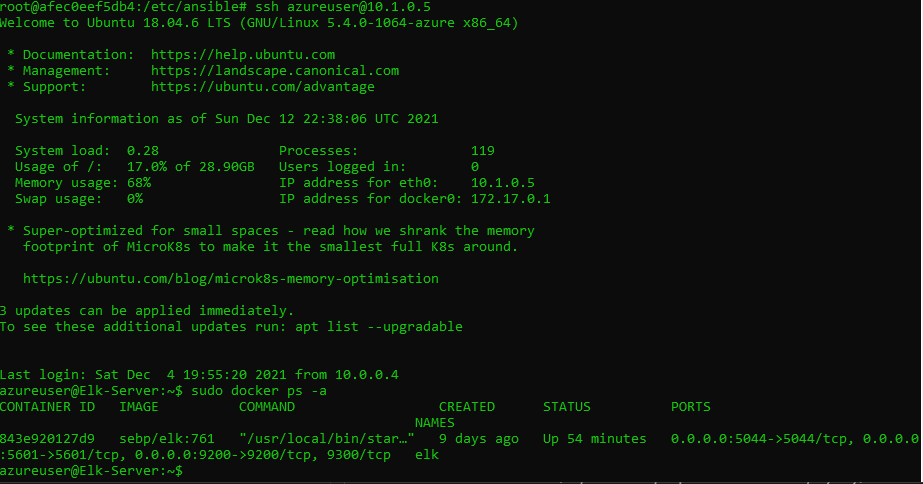 root@afec0eef5db4:/etc/ansible# ssh azureuser@10.1.0.5
Welcome to Ubuntu 18.04.6 LTS (GNU/Linux 5.4.0-1064-azure x86_64)
* Documentation:  https://help.ubuntu.com
* Management:     https://landscape.canonical.com
* Support:        https://ubuntu.com/advantage
System information as of Sun Dec 12 22:38:06 UTC 2021
System load:  0.28               Processes:              119
Usage of /:   17.0% of 28.90GB   Users logged in:        0
Memory usage: 68%                IP address for eth0:    10.1.0.5
Swap usage:   0%                 IP address for docker0: 172.17.0.1
* Super-optimized for small spaces - read how we shrank the memory
footprint of MicroK8s to make it the smallest full K8s around.
https://ubuntu.com/blog/microk8s-memory-optimisation
3 updates can be applied immediately.
To see these additional updates run: apt list --upgradable
Last login: Sat Dec  4 19:55:20 2021 from 10.0.0.4
azureuser@Elk-Server:~$ sudo docker ps -a
CONTAINER ID   IMAGE          COMMAND                  CREATED      STATUS          PORTS
NAMES
843e920127d9   sebp/elk:761   "/usr/local/bin/star…"   9 days ago   Up 54 minutes   0.0.0.0:5044->5044/tcp, 0.0.0.0
:5601->5601/tcp, 0.0.0.0:9200->9200/tcp, 9300/tcp   elk
azureuser@Elk-Server:~$